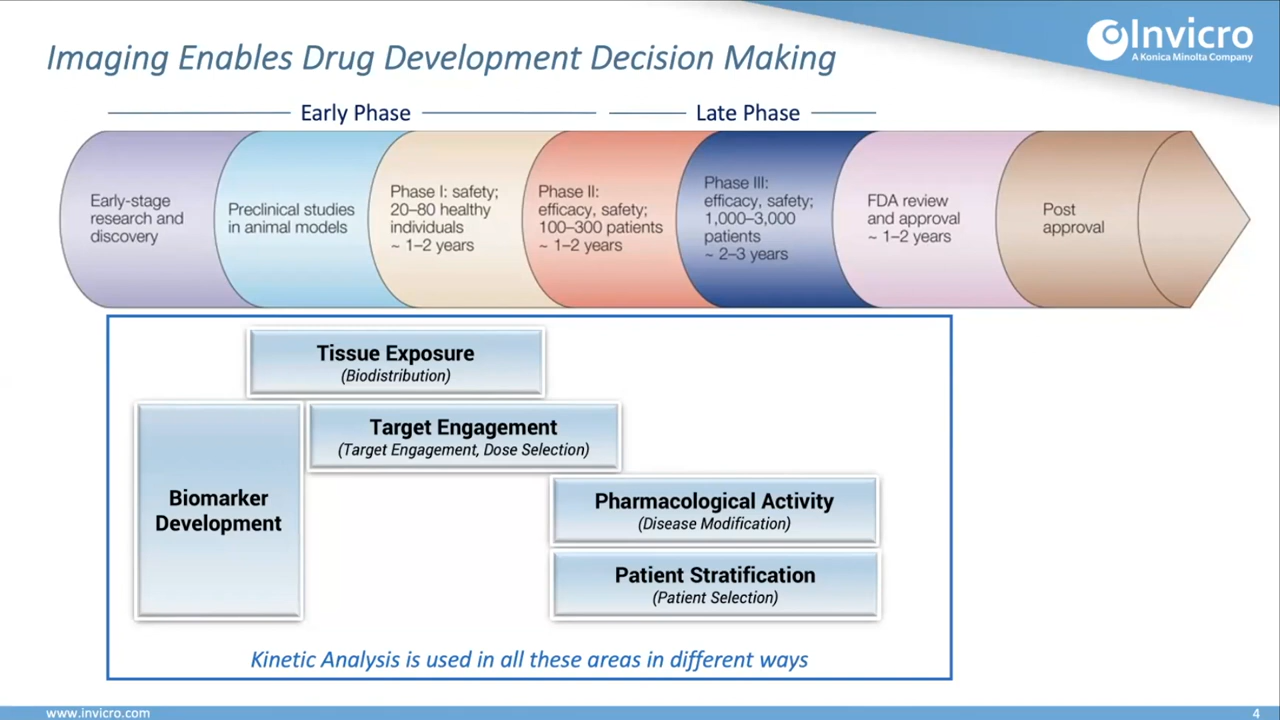 Imaging Enables Drug Development Decision Making
Invicro
A Konica Minolta Company
Early Phase
Late Phase
Early-stage
research and
discovery
Preclinical studies
in animal models
Phase I: safety;
20–80 healthy
individuals
~ 1–2 years
Phase II:
efficacy, safety;
100–300 patients
~ 1–2 years
Phase III:
efficacy, safety;
1,000–3,000
patients
~ 2–3 years
FDA review
and approval
~ 1–2 years
Post
approval
Tissue Exposure
(Biodistribution)
Target Engagement
(Target Engagement, Dose Selection)
Biomarker
Development
Pharmacological Activity
(Disease Modification)
Patient Stratification
(Patient Selection)
Kinetic Analysis is used in all these areas in different ways
www.invicro.com
4